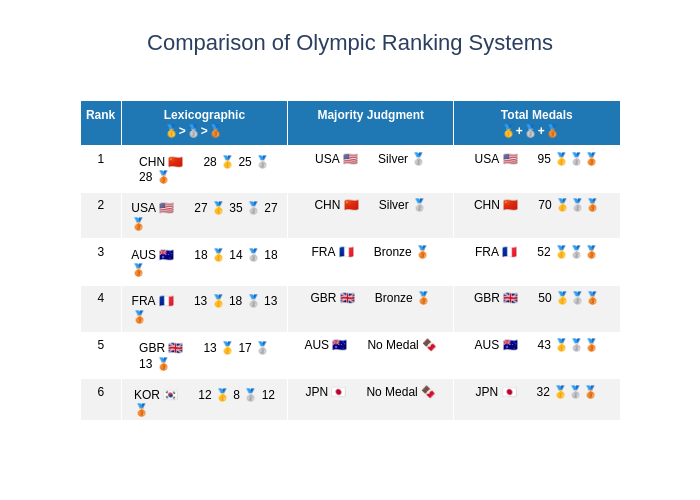 Comparison of Olympic Ranking Systems
Rank Lexicographic Majority Judgment Total Medals
🥇>🥈>🥉 🥇+🥈+🥉
1 CHN 🇨🇳 28 🥇 25 🥈 USA 🇺🇸 Silver 🥈 USA 🇺🇸 95 🥇🥈🥉
28 🥉
2 USA 🇺🇸 27 🥇 35 🥈 27 CHN 🇨🇳 Silver 🥈 CHN 🇨🇳 70 🥇🥈🥉
🥉
3 AUS 🇦🇺 18 🥇 14 🥈 18 FRA 🇫🇷 Bronze 🥉 FRA 🇫🇷 52 🥇🥈🥉
🥉
4 FRA 🇫🇷 13 🥇 18 🥈 13 GBR 🇬🇧 Bronze 🥉 GBR 🇬🇧 50 🥇🥈🥉
🥉
5 GBR 🇬🇧 13 🥇 17 🥈 AUS 🇦🇺 No Medal 🍫 AUS 🇦🇺 43 🥇🥈🥉
13 🥉
6 KOR 🇰🇷 12 🥇 8 🥈 12 JPN 🇯🇵 No Medal 🍫 JPN 🇯🇵 32 🥇🥈🥉
🥉